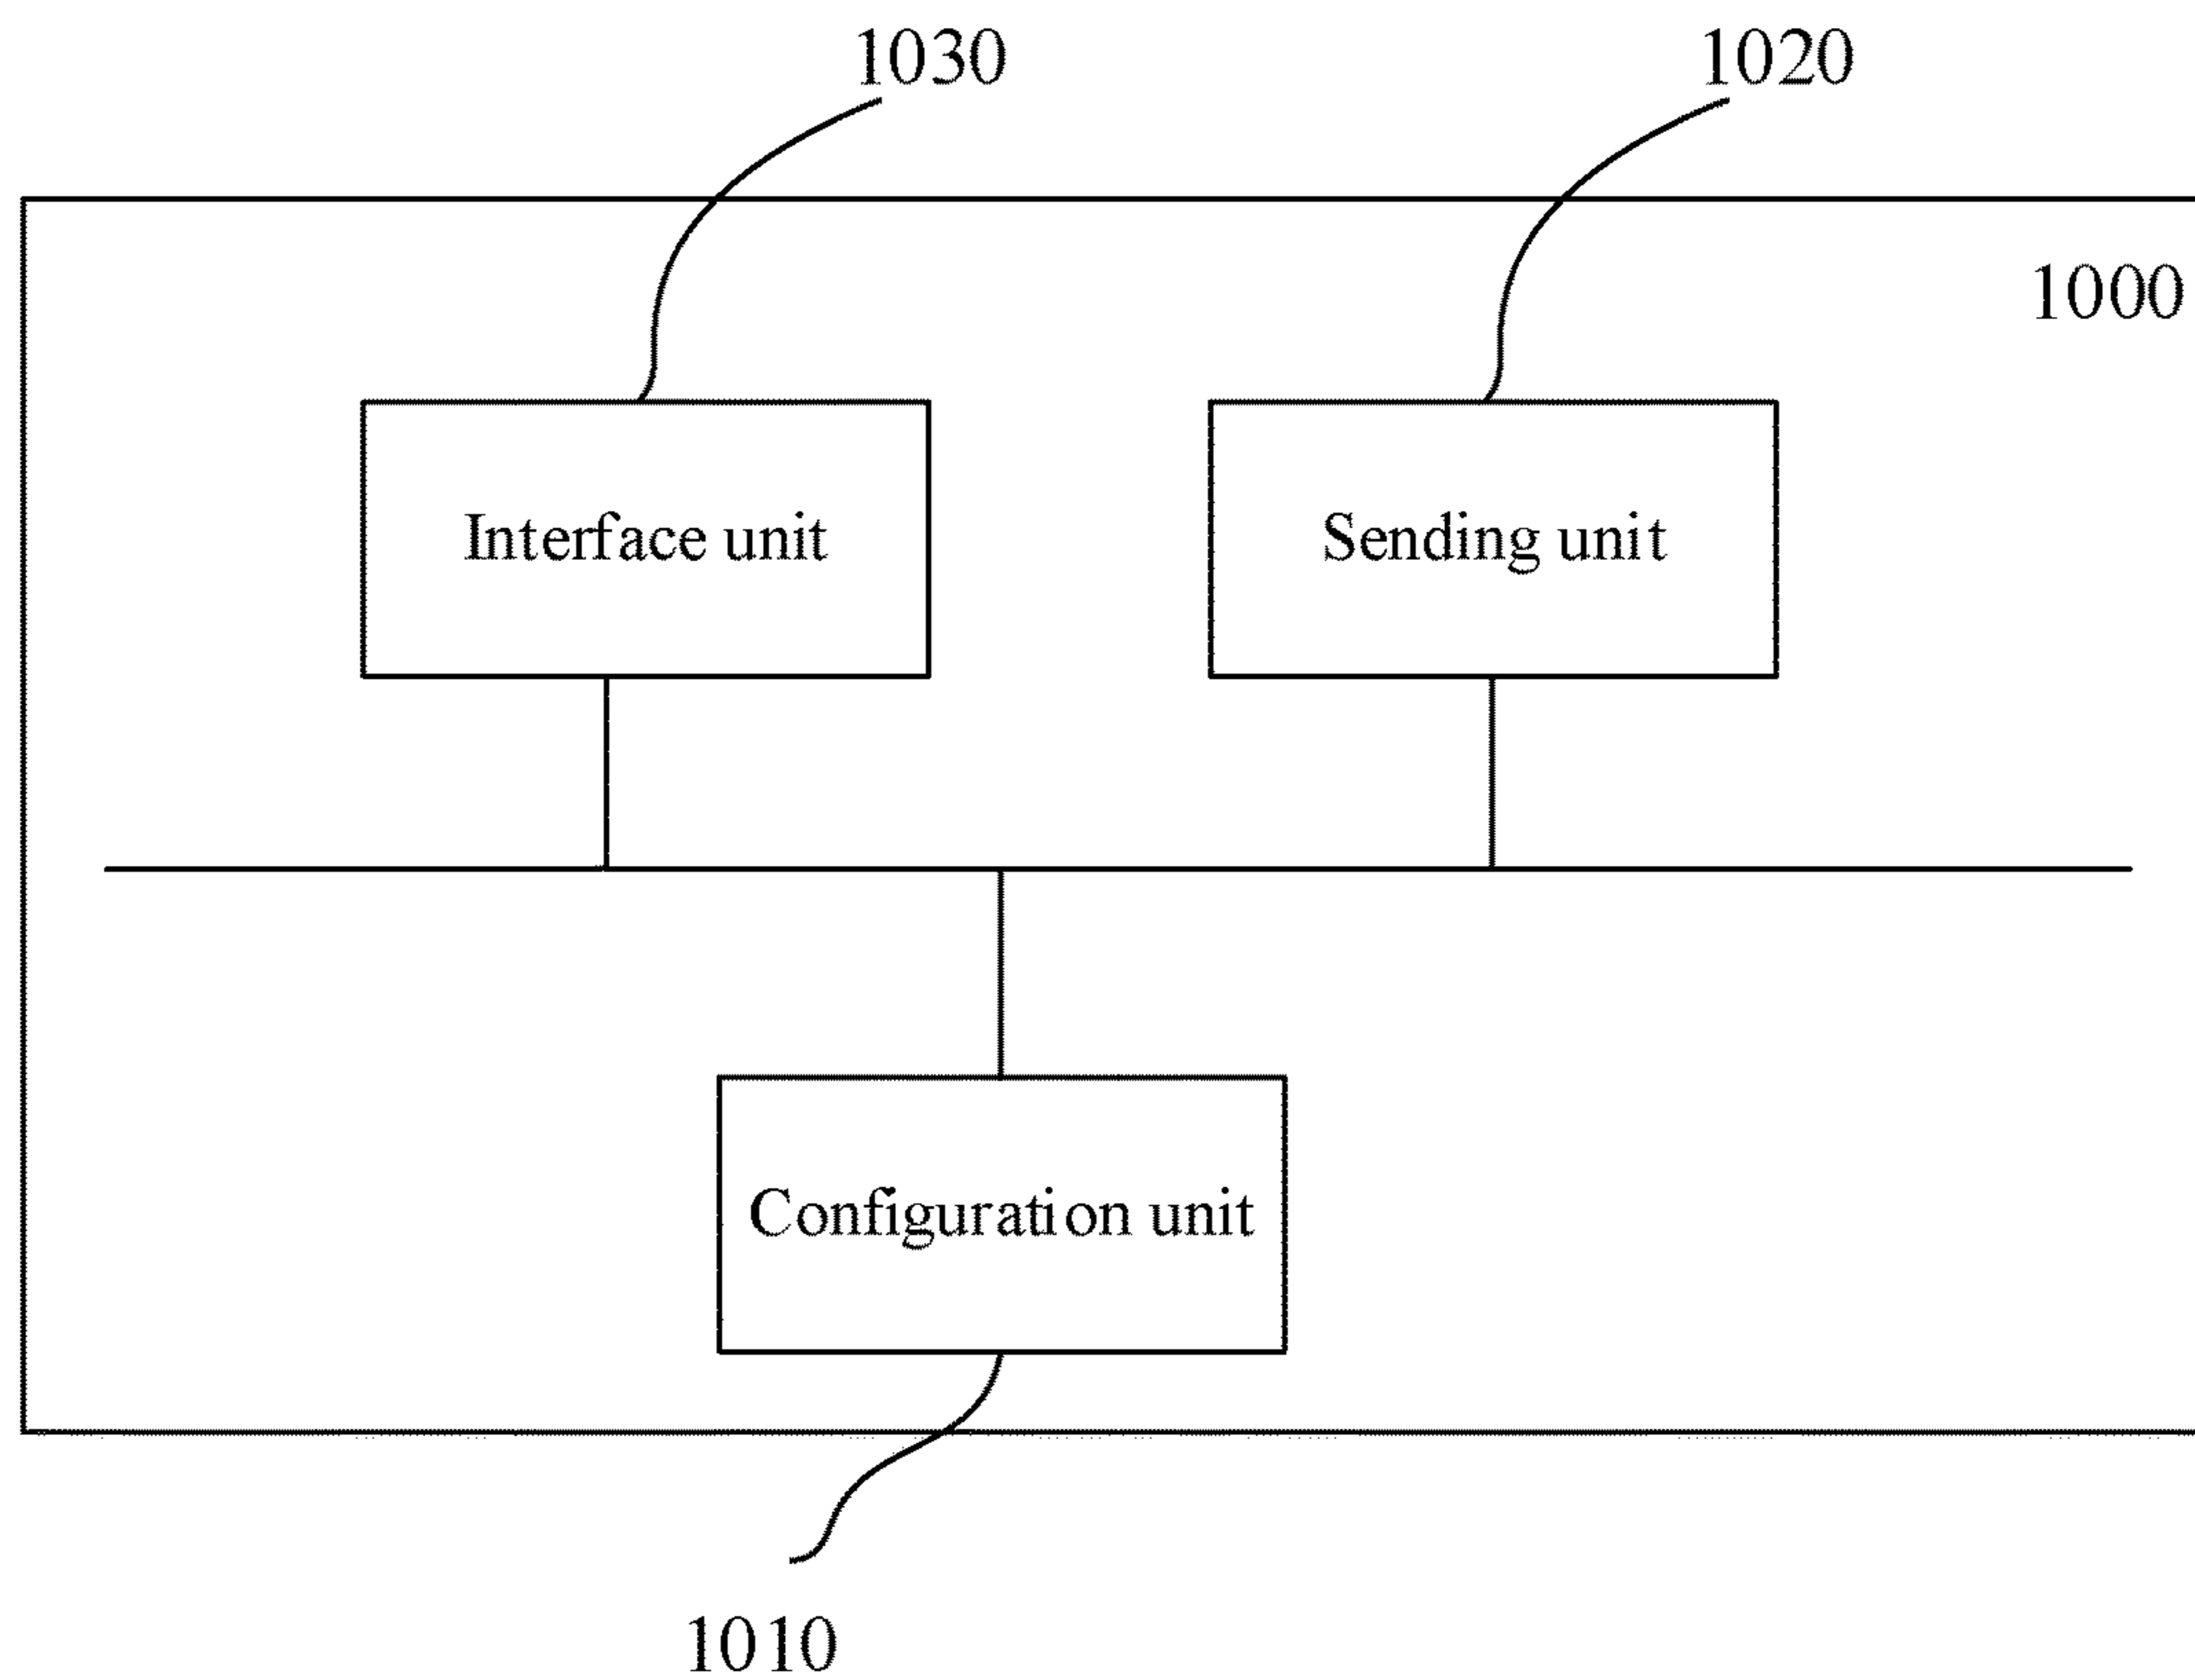 1030
1020
1000
Interface unit
Sending unit
Configuration unit
1010